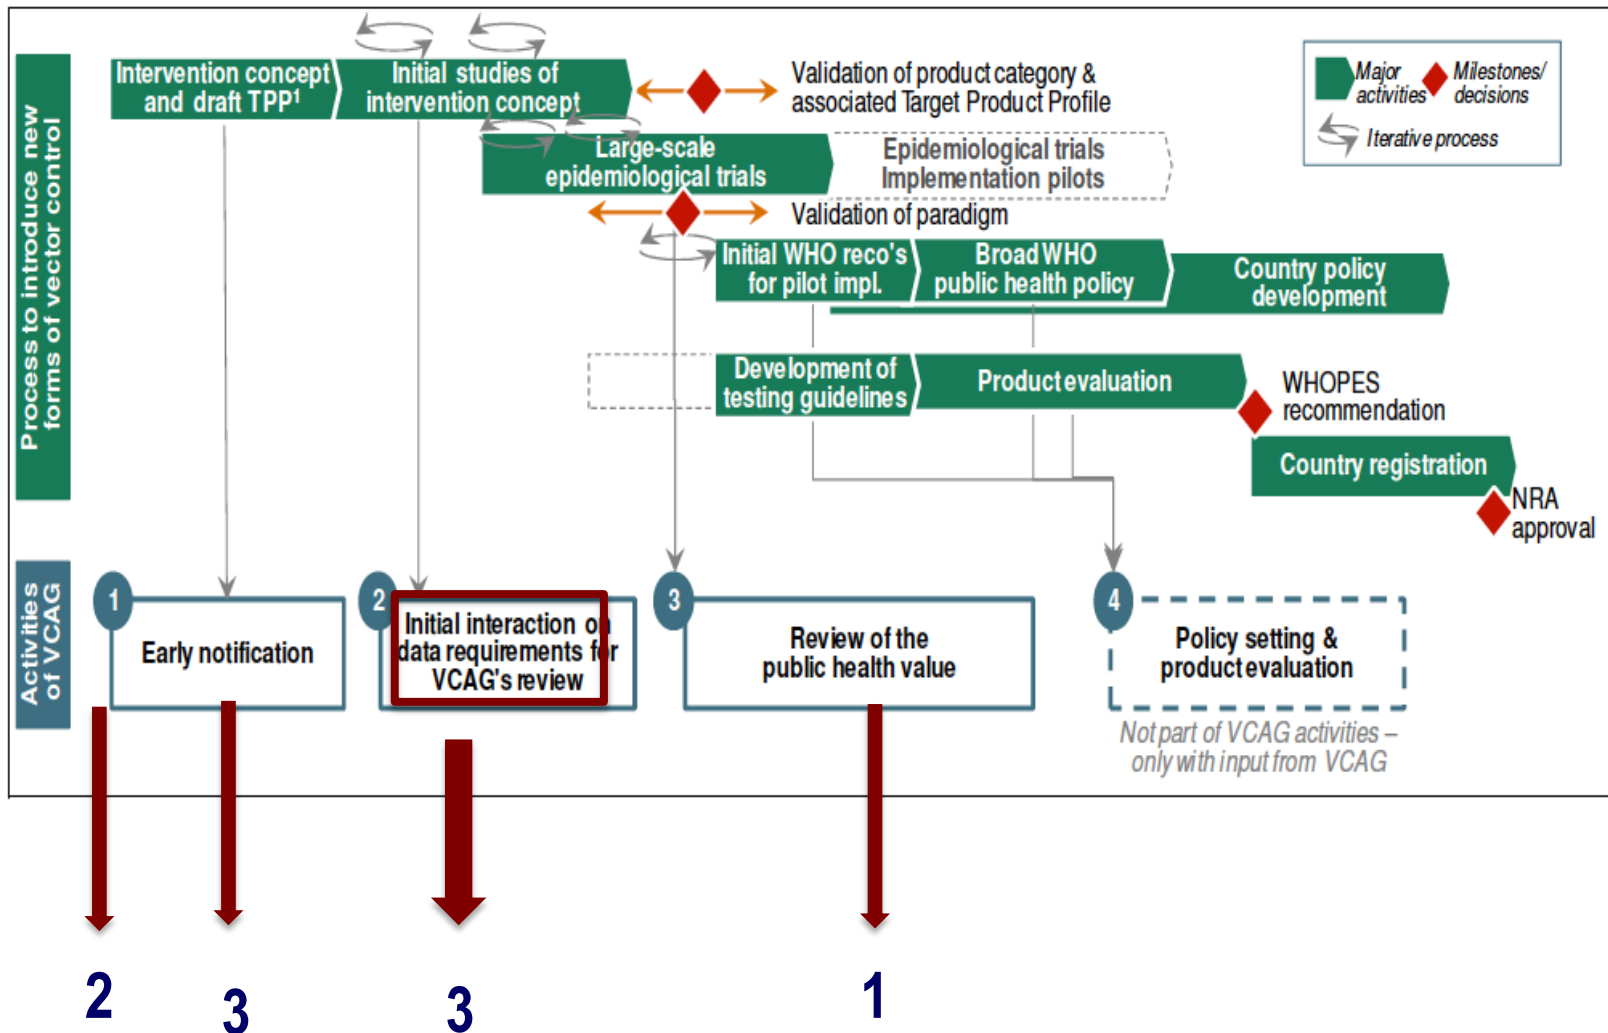 Process to introduce new
forms of vector control
Intervention concept
and draft TPP¹
Initial studies of
intervention concept
Validation of product category &
associated Target Product Profile
Major
activities
Milestones/
decisions
Iterative process
Large-scale
epidemiological trials
Epidemiological trials
Implementation pilots
Validation of paradigm
Initial WHO reco's
for pilot impl.
Broad WHO
public health policy
Country policy
development
Development of
testing guidelines
Product evaluation
WHOPES
recommendation
Country registration
NRA
approval
Activities
of VCAG
1
Early notification
2
Initial interaction on
data requirements for
VCAG's review
3
Review of the
public health value
4
Policy setting &
product evaluation
Not part of VCAG activities –
only with input from VCAG
2
3
3
1